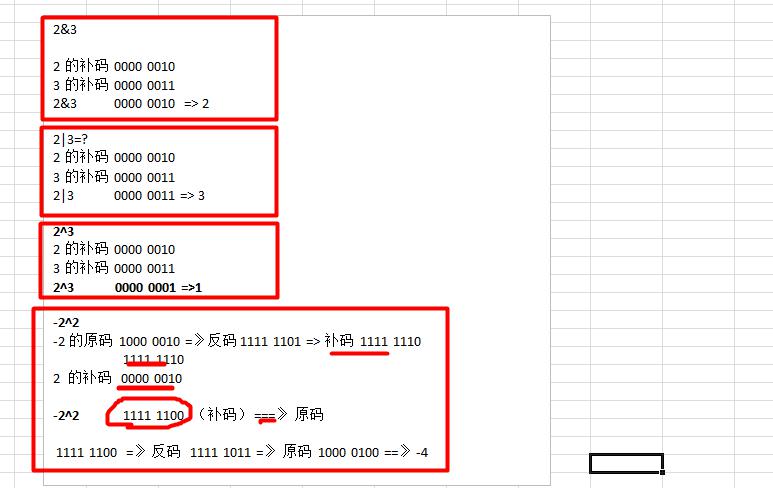 2&3
2 的补码 0000 0010
3 的补码 0000 0011
2&3 0000 0010 => 2
2|3=?
2 的补码 0000 0010
3 的补码 0000 0011
2|3 0000 0011 => 3
2^3
2 的补码 0000 0010
3 的补码 0000 0011
2^3 0000 0001 =>1
-2^2
-2 的原码 1000 0010 =》反码 1111 1101 => 补码 1111 1110
1111 1110
2 的补码 0000 0010
-2^2 1111 1100 （补码） ===》 原码
1111 1100 =》 反码 1111 1011 =》 原码 1000 0100 ==》 -4